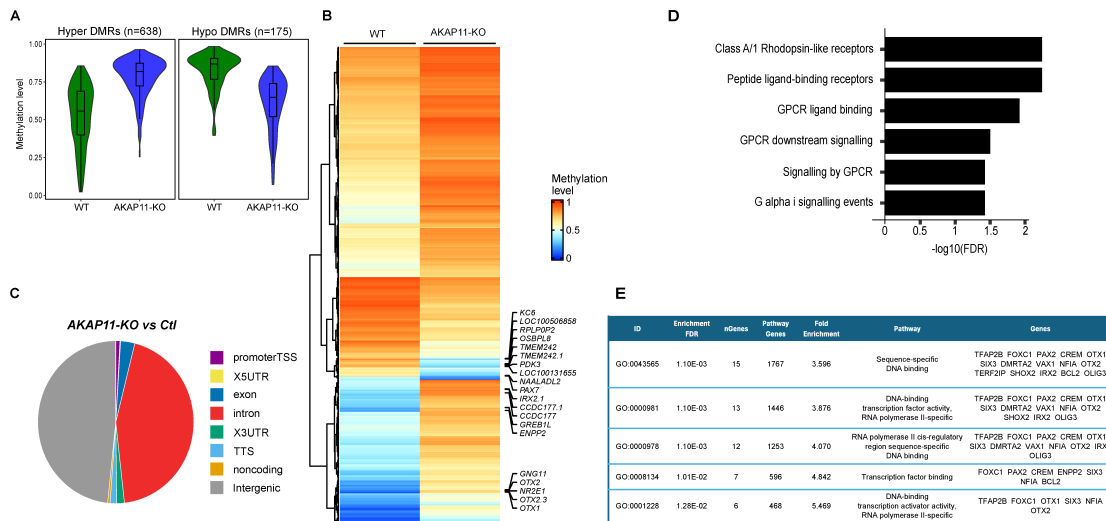 A
Hyper DMRs (n=638)
Hypo DMRs (n=175)
Methylation level
1.00
0.75
0.50
0.25
0.00
WT
AKAP11-KO
WT
AKAP11-KO
B
WT
AKAP11-KO
Methylation
level
1
0.5
0
KC6
LOC100506858
RPLP0P2
OSBPL8
TMEM242
TMEM242.1
PDK3
LOC100131655
NAALADL2
PAX7
IRX2.1
CCDC177.1
CCDC177
GREB1L
ENPP2
GNG11
OTX2
NR2E1
OTX2.3
OTX1
C
AKAP11-KO vs Ctl
promoterTSS
X5UTR
exon
intron
X3UTR
TTS
noncoding
Intergenic
D
Class A/1 Rhodopsin-like receptors
Peptide ligand-binding receptors
GPCR ligand binding
GPCR downstream signalling
Signalling by GPCR
G alpha i signalling events
0
0.5
1
1.5
2
-log10(FDR)
E
ID
Enrichment
FDR
nGenes
Pathway
Genes
Fold
Enrichment
Pathway
Genes
GO:0043565
1.10E-03
15
1767
3.596
Sequence-specific
DNA binding
TFAP2B FOXC1 PAX2 CREM OTX1
SIX3 DMRTA2 VAX1 NFIA OTX2
TERF2IP SHOX2 IRX2 BCL2 OLIG3
GO:0000981
1.10E-03
13
1446
3.876
DNA-binding
transcription factor activity,
RNA polymerase II-specific
TFAP2B FOXC1 PAX2 CREM OTX1
SIX3 DMRTA2 VAX1 NFIA OTX2
SHOX2 IRX2 OLIG3
GO:0000978
1.10E-03
12
1253
4.070
RNA polymerase II cis-regulatory
region sequence-specific
DNA binding
TFAP2B FOXC1 PAX2 CREM OTX1
SIX3 DMRTA2 VAX1 NFIA OTX2 IRX2
OLIG3
GO:0008134
1.01E-02
7
596
4.842
Transcription factor binding
FOXC1 PAX2 CREM ENPP2 SIX3
NFIA BCL2
GO:0001228
1.28E-02
6
468
5.469
DNA-binding
transcription activator activity,
RNA polymerase II-specific
TFAP2B FOXC1 OTX1 SIX3 NFIA
OTX2